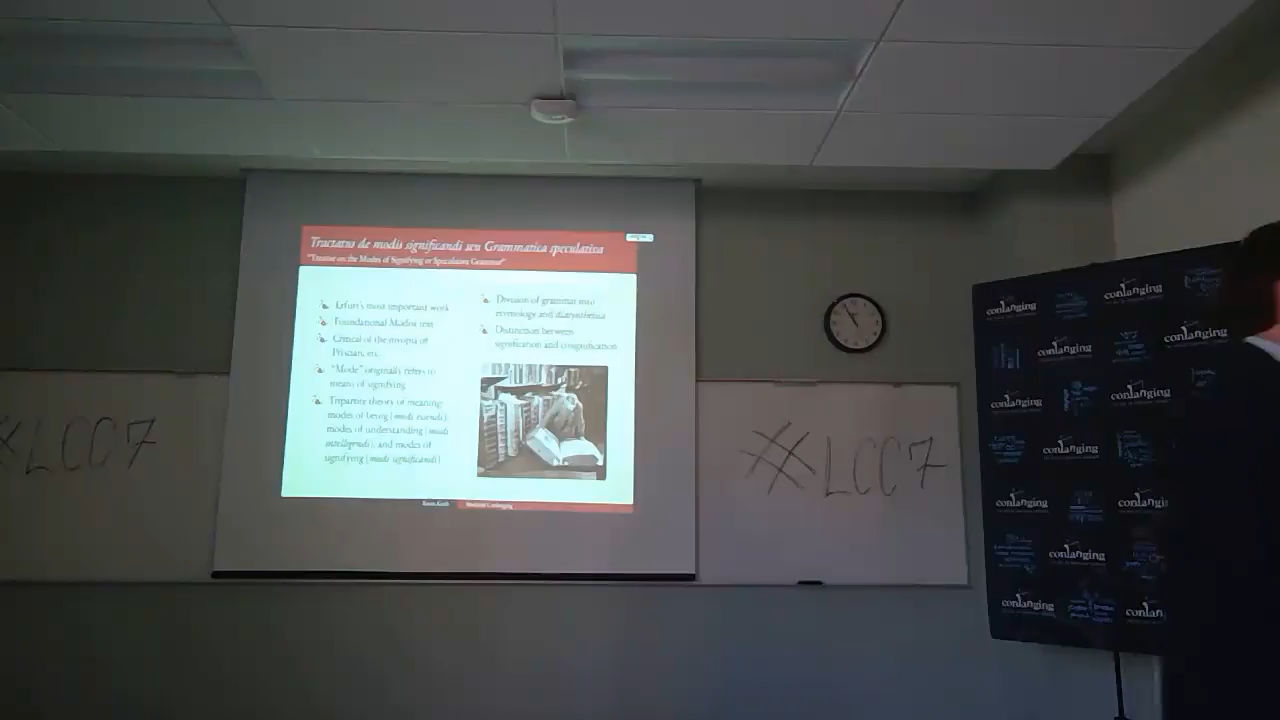 Tractatus de modis significandi seu Grammatica speculativa
"Treatise on the Modes of Signifying or Speculative Grammar"
Erfurt's most important work
Foundational Modist text
Critical of the myopia of
Priscian, etc.
"Mode" originally refers to
means of signifying
Tripartite theory of meaning:
modes of being (modi essendi),
modes of understanding (modi
intelligendi), and modes of
signifying (modi significandi)
Division of grammar into
etymology and diasynthetica
Distinction between
signification and consignification
#LCC7
#LCC7
conlanging
conlanging
conlanging
conlanging
conlanging
conlanging
conlanging
conlanging
conlangi
conlanging
conlanging
conlan